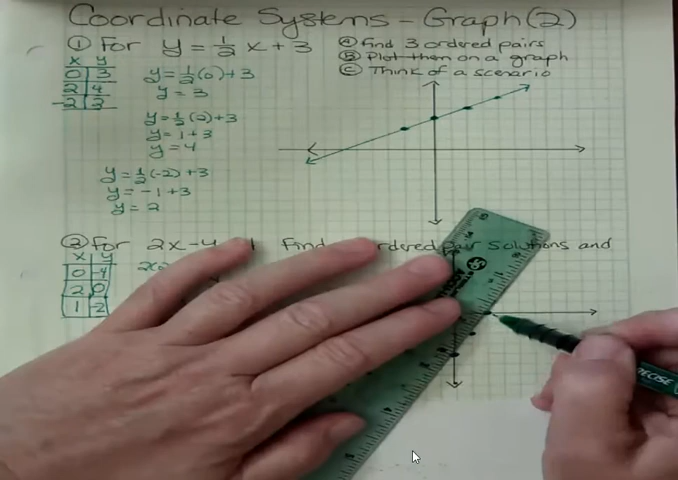 Coordinate Systems - Graph (2)
① For y = 1/2 x + 3
Ⓐ Find 3 ordered pairs
Ⓑ Plot them on a graph
Ⓒ Think of a scenario
x y
0 3
2 4
-2 2
y = 1/2(0) + 3
y = 3
y = 1/2(2) + 3
y = 1 + 3
y = 4
y = 1/2(-2) + 3
y = -1 + 3
y = 2
② For 2x - 4 Find ordered pair solutions and
x y
0 -4
2 0
1 -2